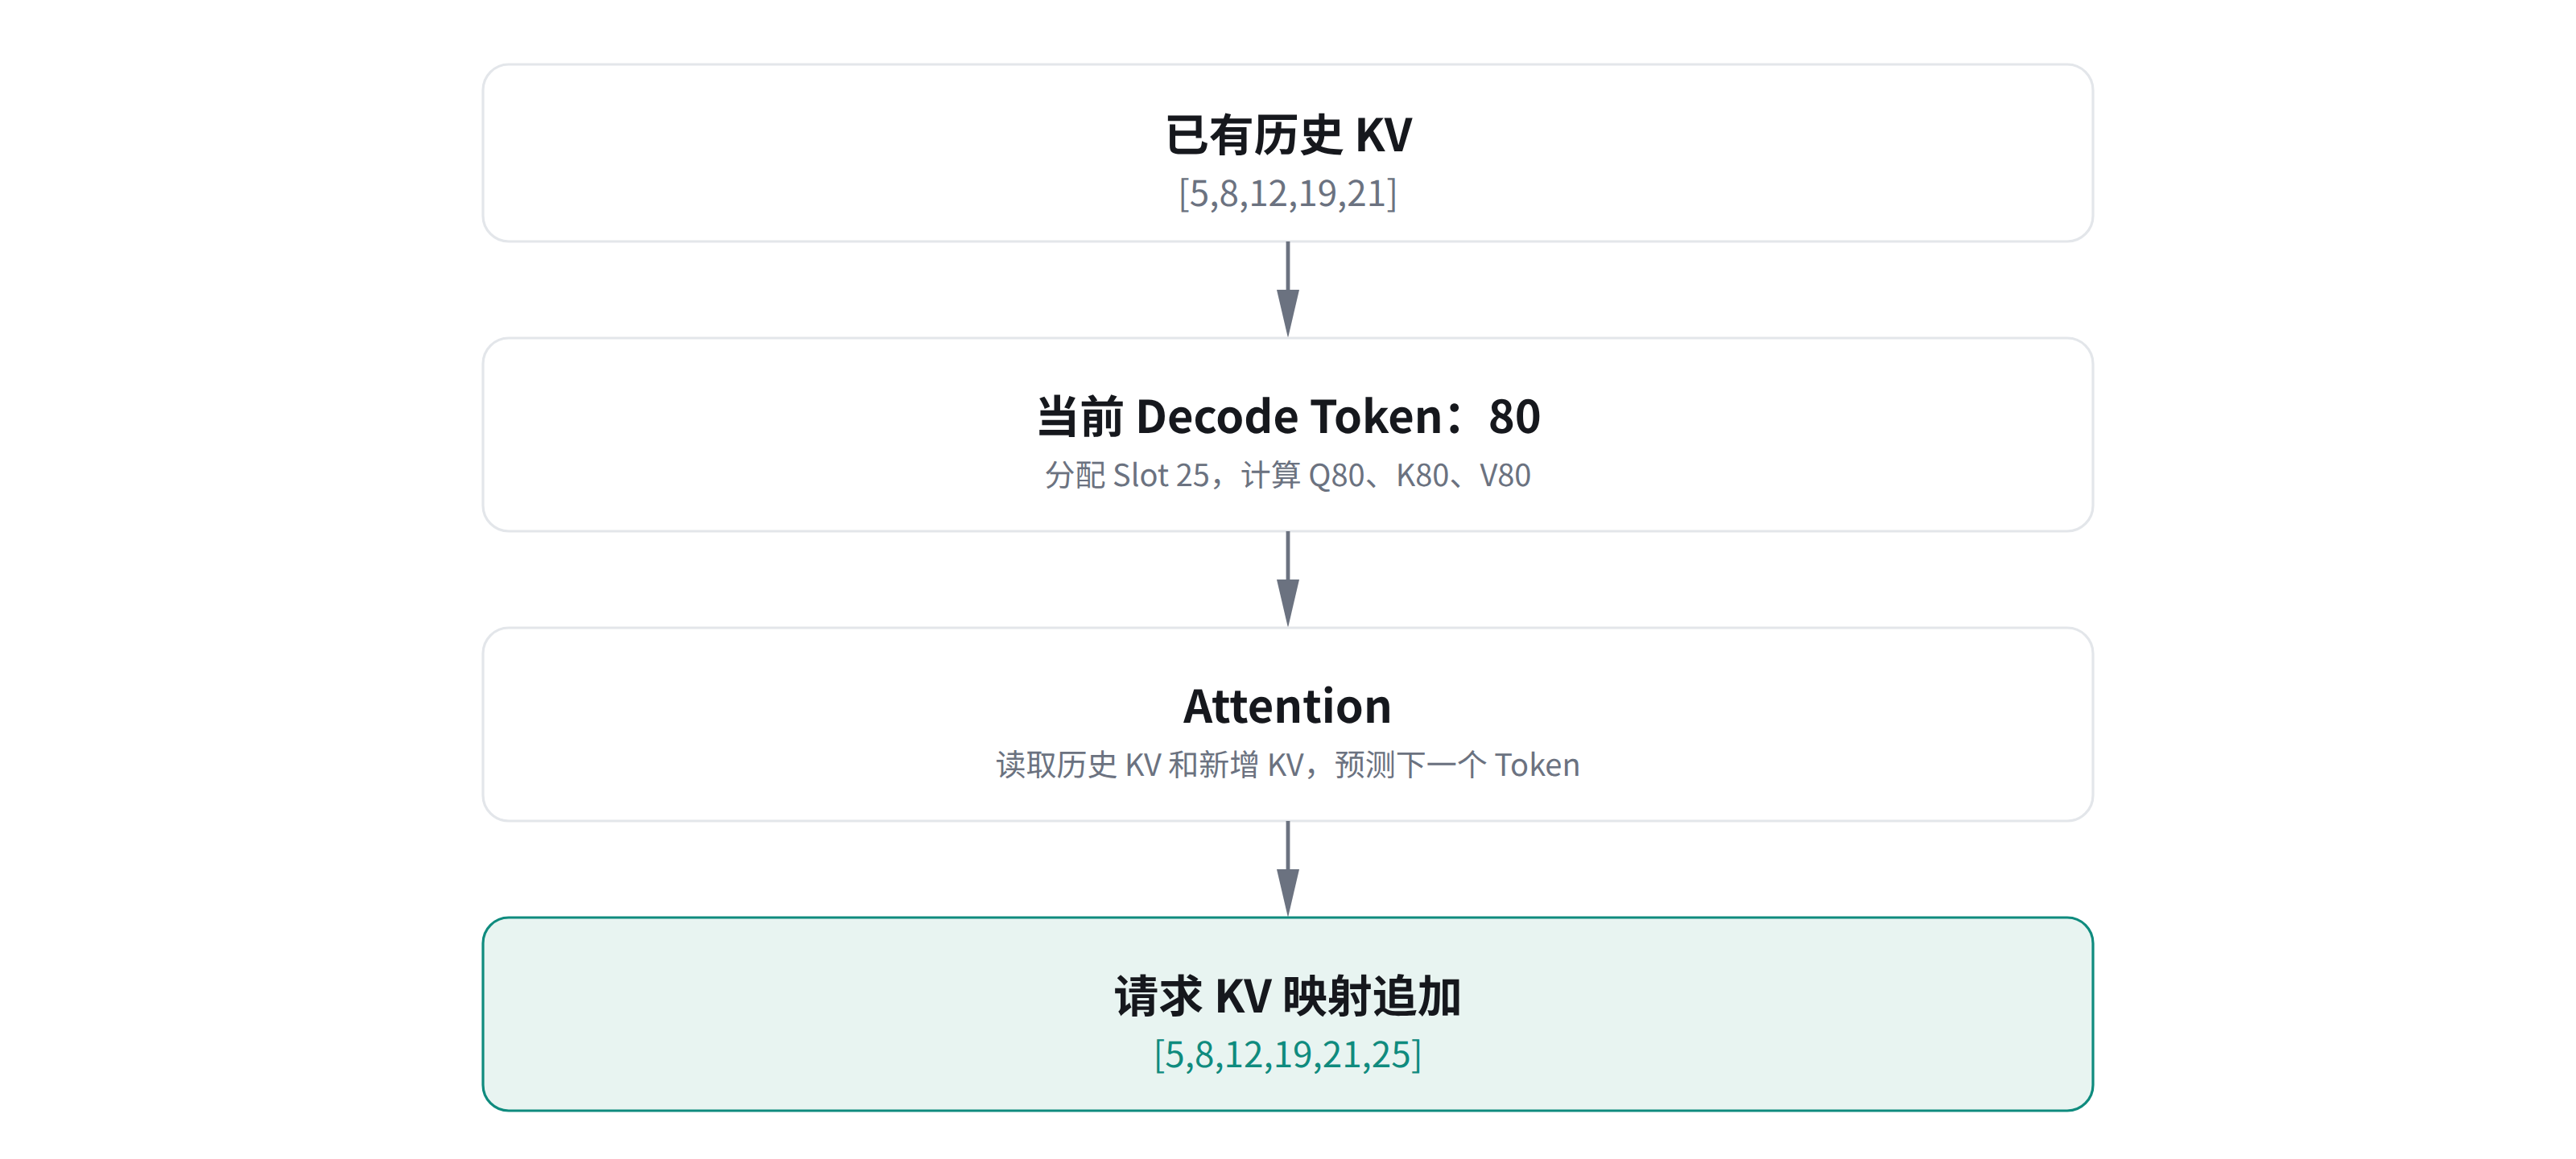 已有历史 KV
[5,8,12,19,21]
当前 Decode Token：80
分配 Slot 25，计算 Q80、K80、V80
Attention
读取历史 KV 和新增 KV，预测下一个 Token
请求 KV 映射追加
[5,8,12,19,21,25]